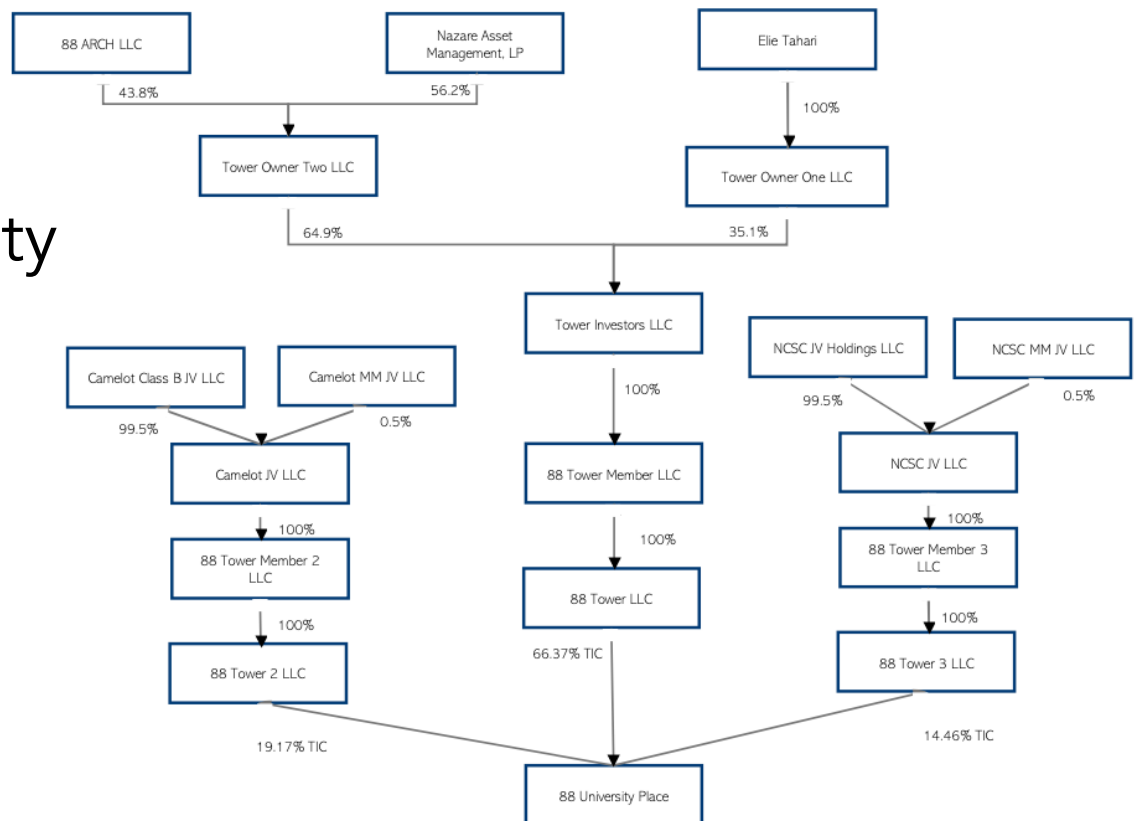 88 ARCH LLC
Nazare Asset
Management, LP
Elie Tahari
43.8%
56.2%
100%
Tower Owner Two LLC
Tower Owner One LLC
ty
64.9%
35.1%
Tower Investors LLC
NCSC JV Holdings LLC
NCSC MM JV LLC
Camelot Class B JV LLC
Camelot MM JV LLC
100%
99.5%
0.5%
99.5%
0.5%
Camelot JV LLC
88 Tower Member LLC
NCSC JV LLC
100%
100%
100%
88 Tower Member 2
LLC
88 Tower Member 3
LLC
88 Tower LLC
100%
100%
66.37% TIC
88 Tower 2 LLC
88 Tower 3 LLC
19.17% TIC
14.46% TIC
88 University Place